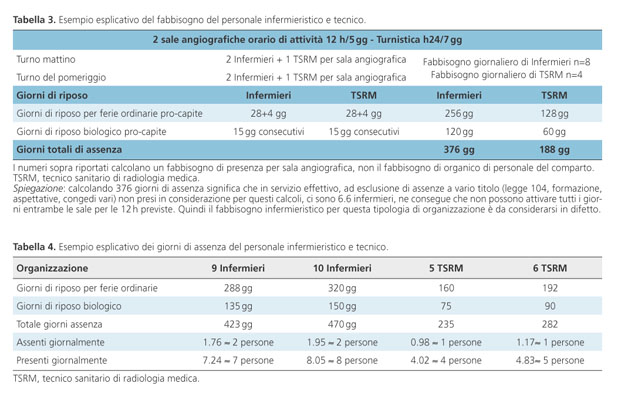 Tabella 3. Esempio esplicativo del fabbisogno del personale infermieristico e tecnico.
2 sale angiografiche orario di attività 12 h/5 gg - Turnistica h24/7 gg
Turno mattino 2 Infermieri + 1 TSRM per sala angiografica Fabbisogno giornaliero di Infermieri n=8
Turno del pomeriggio 2 Infermieri + 1 TSRM per sala angiografica Fabbisogno giornaliero di TSRM n=4
Giorni di riposo Infermieri TSRM Infermieri TSRM
Giorni di riposo per ferie ordinarie pro-capite 28+4 gg 28+4 gg 256 gg 128 gg
Giorni di riposo biologico pro-capite 15 gg consecutivi 15 gg consecutivi 120 gg 60 gg
Giorni totali di assenza 376 gg 188 gg
I numeri sopra riportati calcolano un fabbisogno di presenza per sala angiografica, non il fabbisogno di organico di personale del comparto.
TSRM, tecnico sanitario di radiologia medica.
Spiegazione: calcolando 376 giorni di assenza significa che in servizio effettivo, ad esclusione di assenze a vario titolo (legge 104, formazione,
aspettative, congedi vari) non presi in considerazione per questi calcoli, ci sono 6.6 infermieri, ne consegue che non possono attivare tutti i gior-
ni entrambe le sale per le 12 h previste. Quindi il fabbisogno infermieristico per questa tipologia di organizzazione è da considerarsi in difetto.
Tabella 4. Esempio esplicativo dei giorni di assenza del personale infermieristico e tecnico.
Organizzazione 9 Infermieri 10 Infermieri 5 TSRM 6 TSRM
Giorni di riposo per ferie ordinarie 288 gg 320 gg 160 192
Giorni di riposo biologico 135 gg 150 gg 75 90
Totale giorni assenza 423 gg 470 gg 235 282
Assenti giornalmente 1.76 ≈ 2 persone 1.95 ≈ 2 persone 0.98 ≈ 1 persone 1.17≈ 1 persone
Presenti giornalmente 7.24 ≈ 7 persone 8.05 ≈ 8 persone 4.02 ≈ 4 persone 4.83≈ 5 persone
TSRM, tecnico sanitario di radiologia medica.